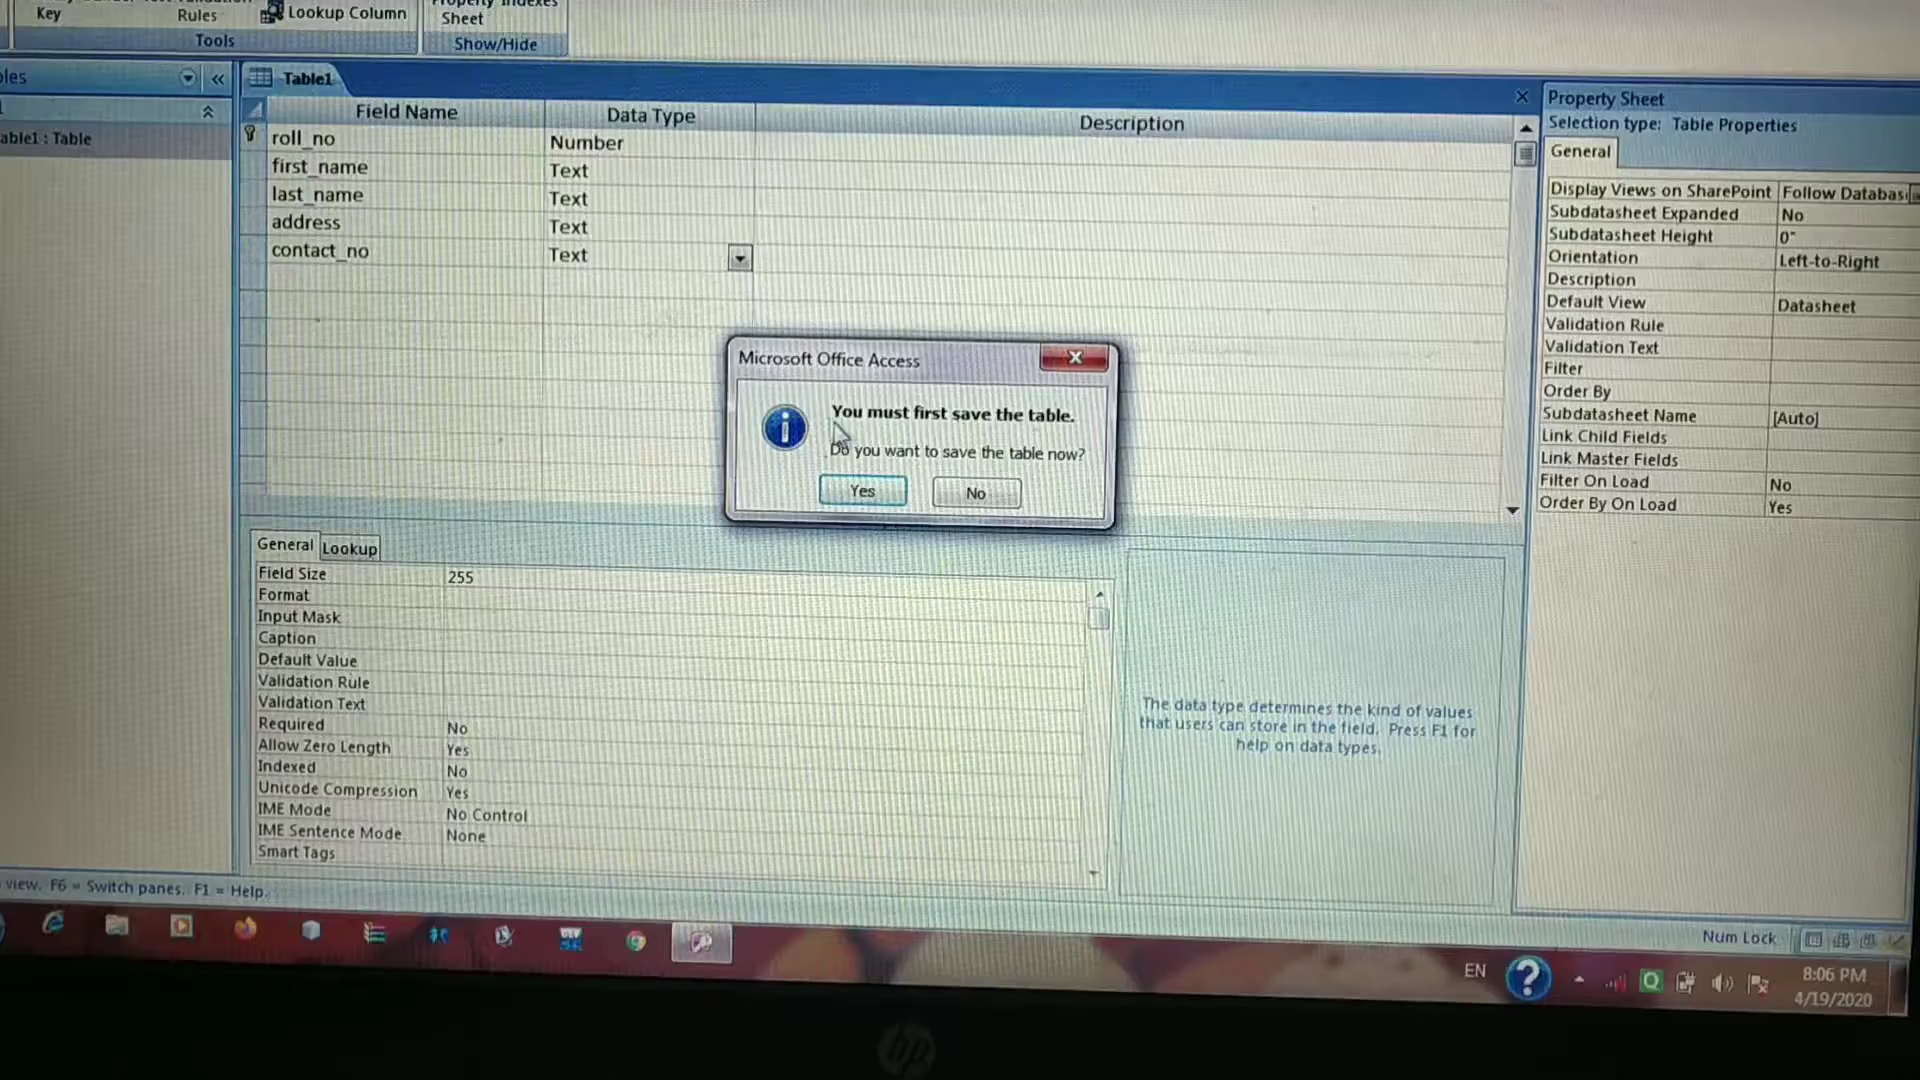 Key
Rules
Lookup Column
Sheet
Tools
Show/Hide
Table1
: Table
Field Name Data Type Description
roll_no Number
first_name Text
last_name Text
address Text
contact_no Text
Microsoft Office Access
You must first save the table.
Do you want to save the table now?
Yes No
Property Sheet
Selection type: Table Properties
General
Display Views on SharePoint Follow Databas
Subdatasheet Expanded No
Subdatasheet Height 0"
Orientation Left-to-Right
Description
Default View Datasheet
Validation Rule
Validation Text
Filter
Order By
Subdatasheet Name [Auto]
Link Child Fields
Link Master Fields
Filter On Load No
Order By On Load Yes
General Lookup
Field Size 255
Format
Input Mask
Caption
Default Value
Validation Rule
Validation Text
Required No
Allow Zero Length Yes
Indexed No
Unicode Compression Yes
IME Mode No Control
IME Sentence Mode None
Smart Tags
The data type determines the kind of values
that users can store in the field. Press F1 for
help on data types.
view. F6 = Switch panes. F1 = Help.
Num Lock
EN
8:06 PM
4/19/2020
hp